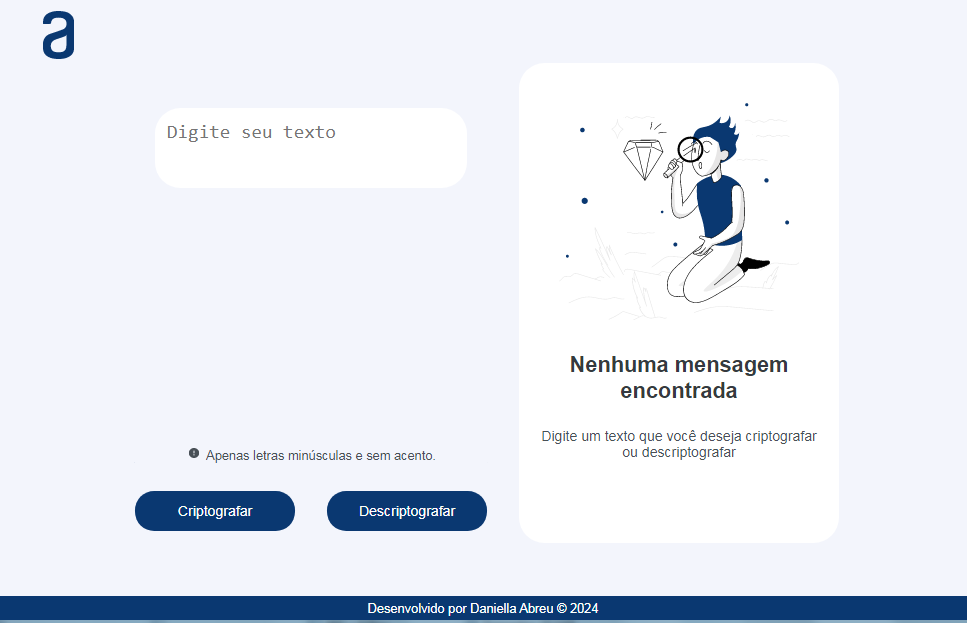 a
Digite seu texto
Nenhuma mensagem
encontrada
Digite um texto que você deseja criptografar
ou descriptografar
Apenas letras minúsculas e sem acento.
Criptografar
Descriptografar
Desenvolvido por Daniella Abreu © 2024